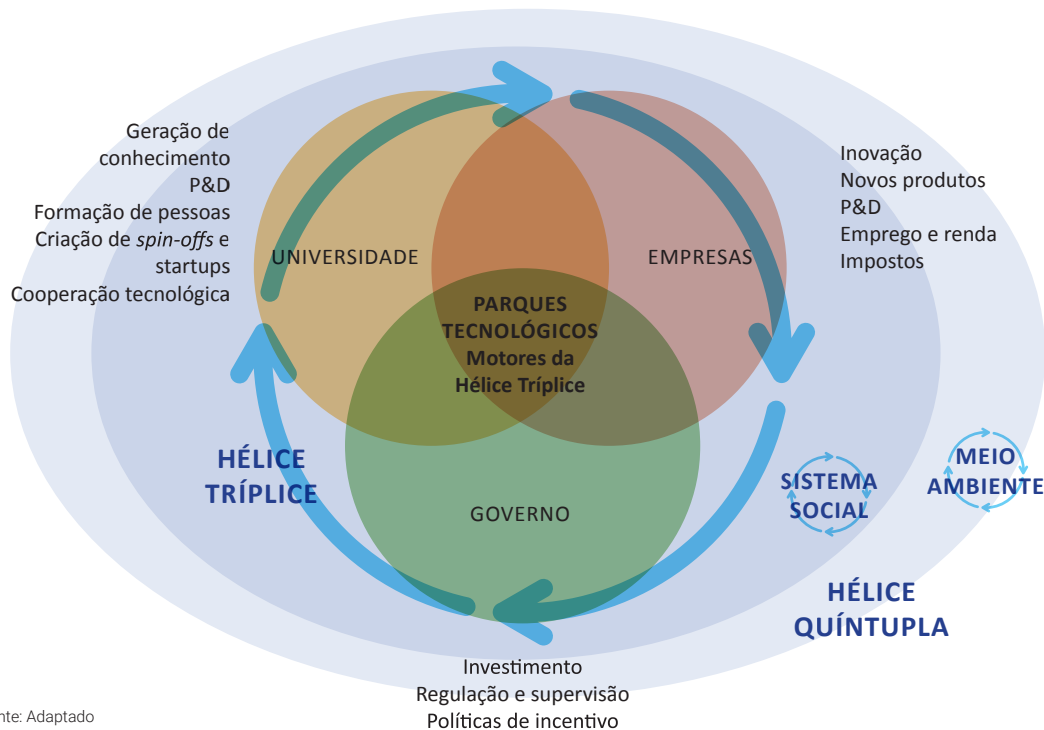 Geração de
conhecimento
P&D
Formação de pessoas
Criação de spin-offs e
startups
Cooperação tecnológica
UNIVERSIDADE
EMPRESAS
Inovação
Novos produtos
P&D
Emprego e renda
Impostos
PARQUES
TECNOLÓGICOS
Motores da
Hélice Tríplice
HÉLICE
TRÍPLICE
GOVERNO
SISTEMA
SOCIAL
MEIO
AMBIENTE
HÉLICE
QUÍNTUPLA
Investimento
Regulação e supervisão
Políticas de incentivo
nte: Adaptado